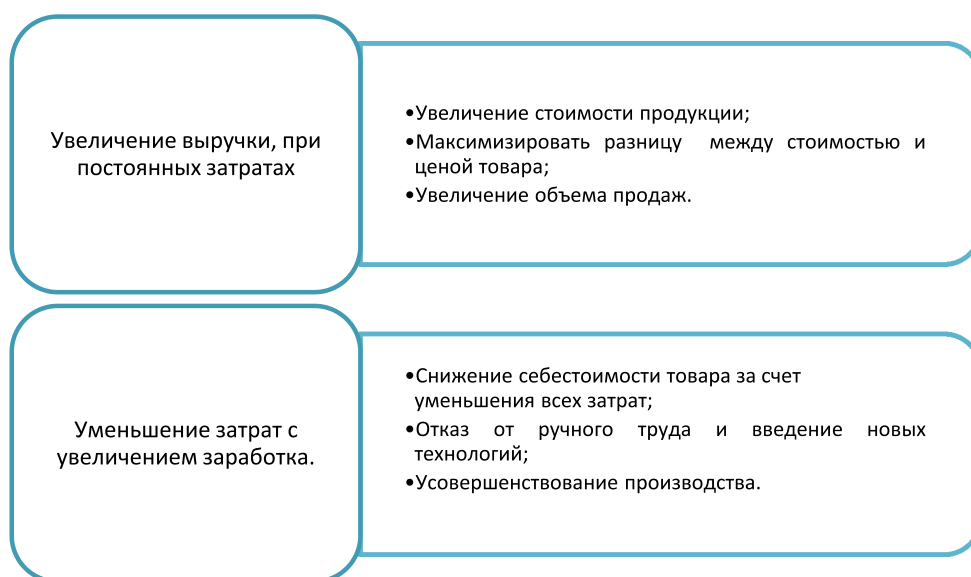 Увеличение выручки, при
постоянных затратах
•Увеличение стоимости продукции;
•Максимизировать разницу между стоимостью и
ценой товара;
•Увеличение объема продаж.
Уменьшение затрат с
увеличением заработка.
•Снижение себестоимости товара за счет
уменьшения всех затрат;
•Отказ от ручного труда и введение новых
технологий;
•Усовершенствование производства.